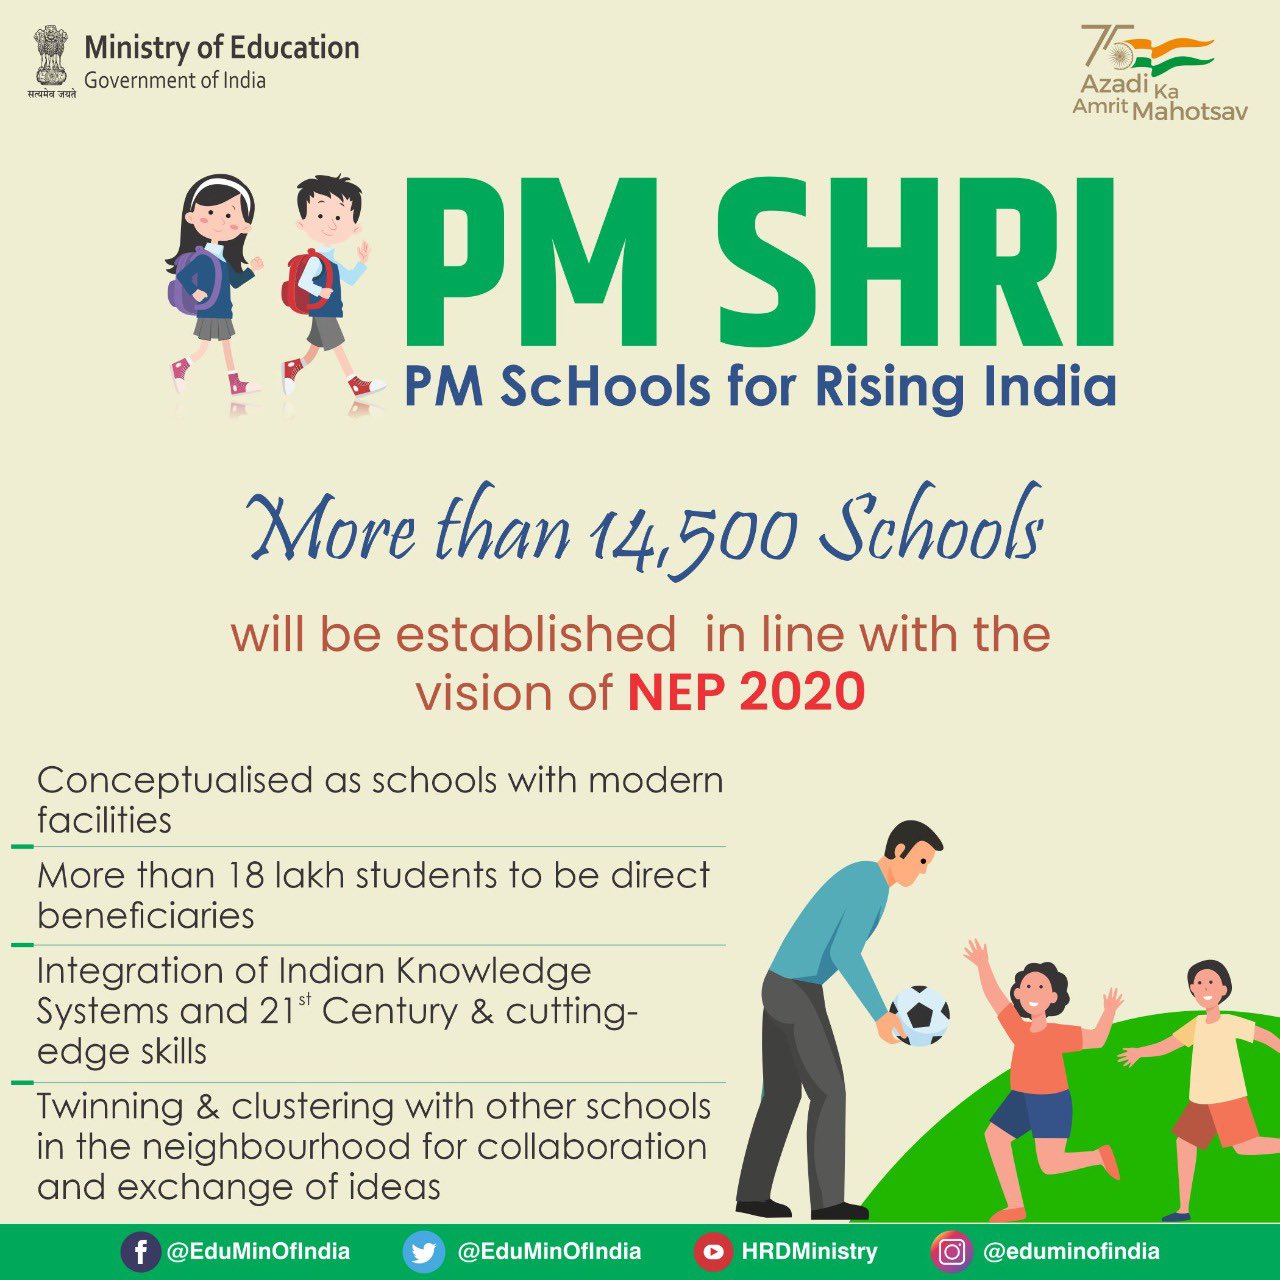 Ministry of Education
Government of India
सत्यमेव जयते
75
Azadi Ka
Amrit Mahotsav
PM SHRI
PM ScHools for Rising India
More than 14,500 Schools
will be established in line with the
vision of NEP 2020
Conceptualised as schools with modern
facilities
More than 18 lakh students to be direct
beneficiaries
Integration of Indian Knowledge
Systems and 21st Century & cutting-
edge skills
Twinning & clustering with other schools
in the neighbourhood for collaboration
and exchange of ideas
@EduMinOfIndia @EduMinOfIndia HRDMinistry @eduminofindia